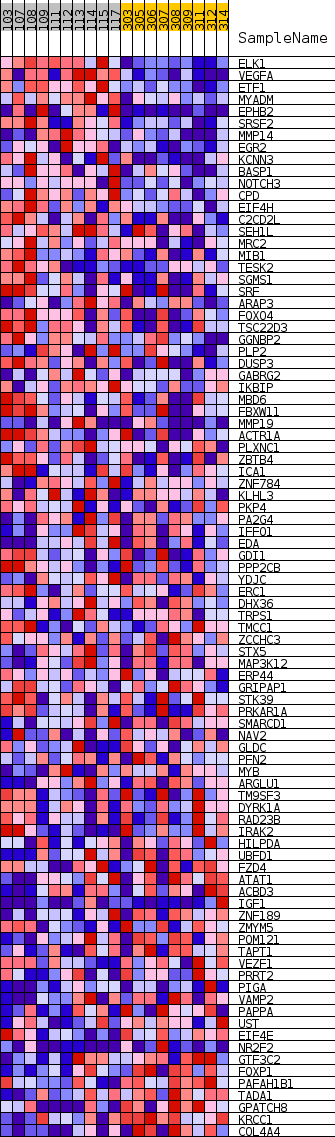 103 107 108 109 111 112 113 114 115 117 303 305 306 307 308 309 311 312 314
SampleName
ELK1
VEGFA
ETF1
MYADM
EPHB2
SRSF2
MMP14
EGR2
KCNN3
BASP1
NOTCH3
CPD
EIF4H
C2CD2L
SEH1L
MRC2
MIB1
TESK2
SGMS1
SRF
ARAP3
FOXO4
TSC22D3
GGNBP2
PLP2
DUSP3
GABRG2
IKBIP
MBD6
FBXW11
MMP19
ACTR1A
PLXNC1
ZBTB4
ICA1
ZNF784
KLHL3
PKP4
PA2G4
IFFO1
EDA
GDI1
PPP2CB
YDJC
ERC1
DHX36
TRPS1
TMCC1
ZCCHC3
STX5
MAP3K12
ERP44
GRIPAP1
STK39
PRKAR1A
SMARCD1
NAV2
GLDC
PFN2
MYB
ARGLU1
TM9SF3
DYRK1A
RAD23B
IRAK2
HILPDA
UBFD1
FZD4
ATAT1
ACBD3
IGF1
ZNF189
ZMYM5
POM121
TAPT1
VEZF1
PRRT2
PIGA
VAMP2
PAPPA
UST
EIF4E
NR2F2
GTF3C2
FOXP1
PAFAH1B1
TADA1
GPATCH8
KRCC1
COL4A4